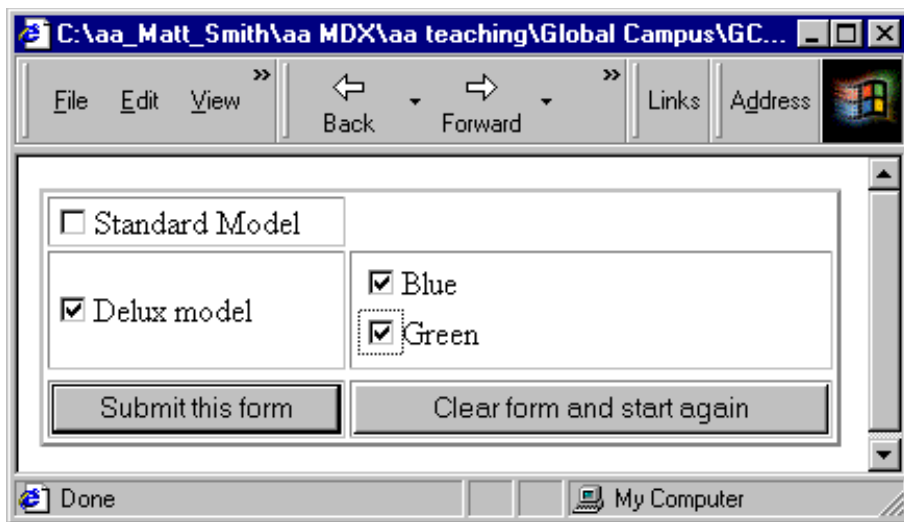 C:\aa_Matt_Smith\aa MDX\aa teaching\Global Campus\GC...
File Edit View » Back Forward » Links Address
Standard Model
Delux model
Blue
Green
Submit this form Clear form and start again
Done My Computer